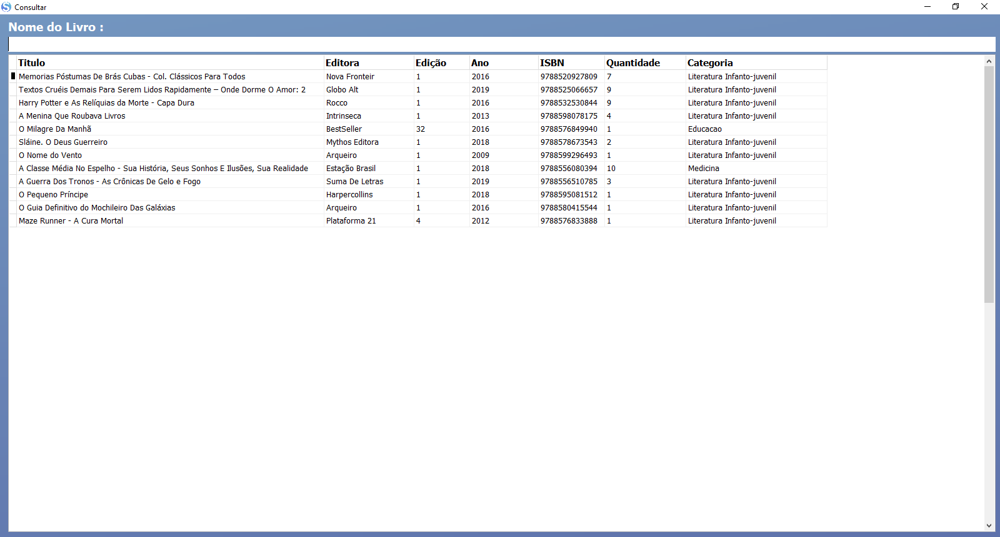 Consultar
Nome do Livro :
Titulo Editora Edição Ano ISBN Quantidade Categoria
Memorias Póstumas De Brás Cubas - Col. Clássicos Para Todos Nova Fronteir 1 2016 9788520927809 7 Literatura Infanto-juvenil
Textos Cruéis Demais Para Serem Lidos Rapidamente – Onde Dorme O Amor: 2 Globo Alt 1 2019 9788525066657 9 Literatura Infanto-juvenil
Harry Potter e As Relíquias da Morte - Capa Dura Rocco 1 2016 9788532530844 9 Literatura Infanto-juvenil
A Menina Que Roubava Livros Intrinseca 1 2013 9788598078175 4 Literatura Infanto-juvenil
O Milagre Da Manhã BestSeller 32 2016 9788576849940 1 Educacao
Sláine. O Deus Guerreiro Mythos Editora 1 2018 9788578673543 2 Literatura Infanto-juvenil
O Nome do Vento Arqueiro 1 2009 9788599296493 1 Literatura Infanto-juvenil
A Classe Média No Espelho - Sua História, Seus Sonhos E Ilusões, Sua Realidade Estação Brasil 1 2018 9788556080394 10 Medicina
A Guerra Dos Tronos - As Crônicas De Gelo e Fogo Suma De Letras 1 2019 9788556510785 3 Literatura Infanto-juvenil
O Pequeno Príncipe Harpercollins 1 2018 9788595081512 1 Literatura Infanto-juvenil
O Guia Definitivo do Mochileiro Das Galáxias Arqueiro 1 2016 9788580415544 1 Literatura Infanto-juvenil
Maze Runner - A Cura Mortal Plataforma 21 4 2012 9788576833888 1 Literatura Infanto-juvenil